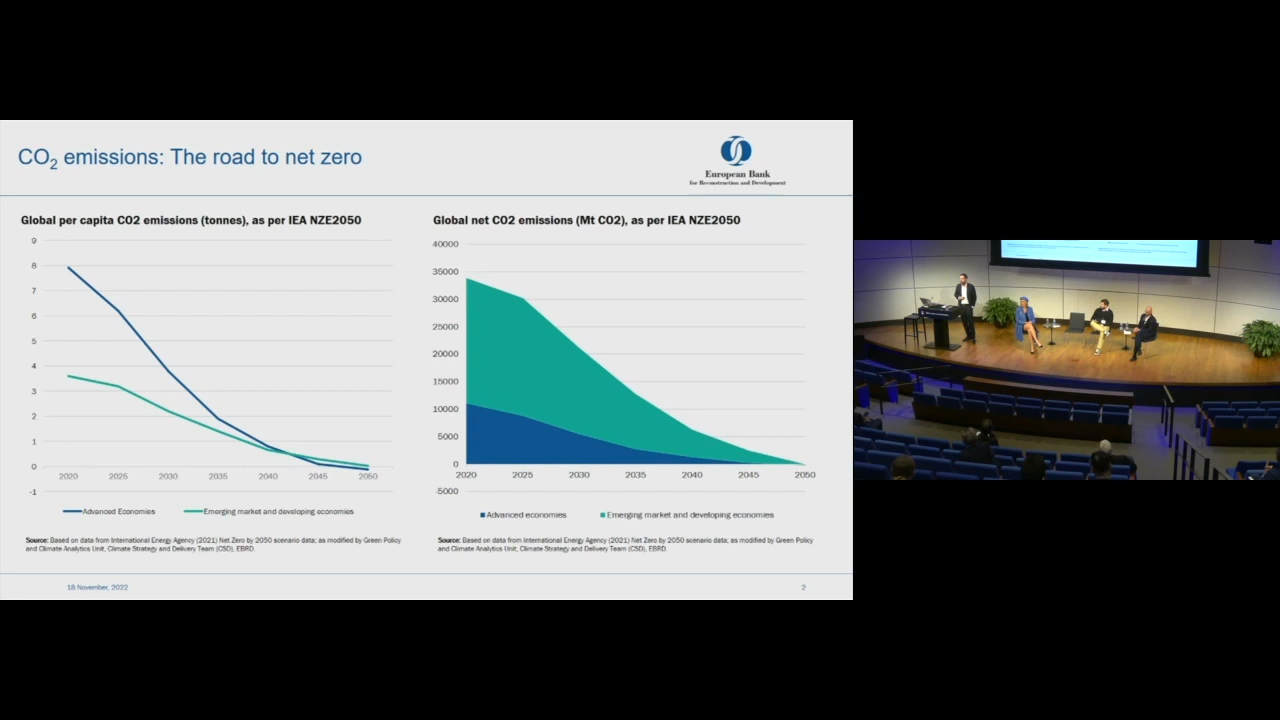 CO2 emissions: The road to net zero
European Bank
for Reconstruction and Development
Global per capita CO2 emissions (tonnes), as per IEA NZE2050
9
8
7
6
5
4
3
2
1
0
-1
2020 2025 2030 2035 2040 2045 2050
Advanced Economies Emerging market and developing economies
Source: Based on data from International Energy Agency (2021) Net Zero by 2050 scenario data; as modified by Green Policy
and Climate Analytics Unit, Climate Strategy and Delivery Team (CSD), EBRD.
Global net CO2 emissions (Mt CO2), as per IEA NZE2050
40000
35000
30000
25000
20000
15000
10000
5000
0
-5000
2020 2025 2030 2035 2040 2045 2050
Advanced economies Emerging market and developing economies
Source: Based on data from International Energy Agency (2021) Net Zero by 2050 scenario data; as modified by Green Policy
and Climate Analytics Unit, Climate Strategy and Delivery Team (CSD), EBRD.
18 November, 2022
2